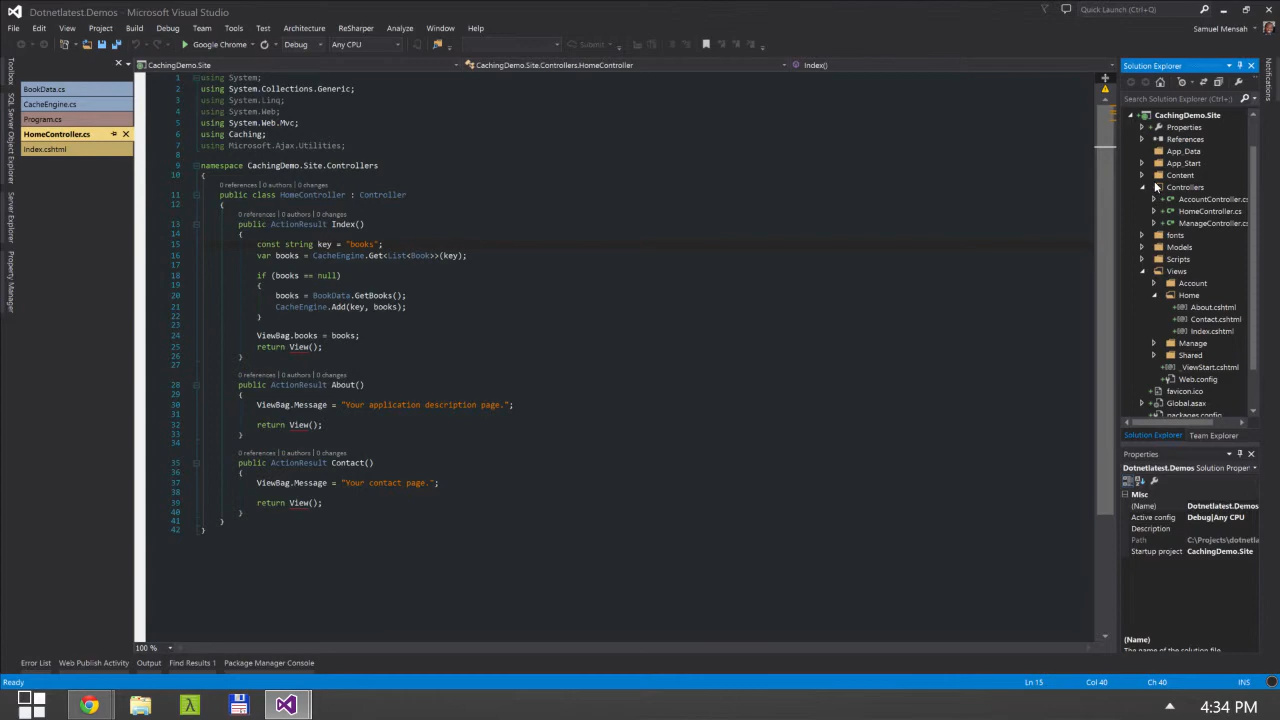 Dotnetlatest.Demos - Microsoft Visual Studio
Quick Launch (Ctrl+Q)
File Edit View Project Build Debug Team Tools Test Architecture ReSharper Analyze Window Help
Samuel Mensah
Google Chrome Debug Any CPU Submit
CachingDemo.Site
CachingDemo.Site.Controllers.HomeController
Index()
Toolbox
SQL Server Object Explorer
Server Explorer
Property Manager
BookData.cs
CacheEngine.cs
Program.cs
HomeController.cs
Index.cshtml
1 using System;
2 using System.Collections.Generic;
3 using System.Linq;
4 using System.Web;
5 using System.Web.Mvc;
6 using Caching;
7 using Microsoft.Ajax.Utilities;
8
9 namespace CachingDemo.Site.Controllers
10 {
0 references | 0 authors | 0 changes
11 public class HomeController : Controller
12 {
0 references | 0 authors | 0 changes
13 public ActionResult Index()
14 {
15 const string key = "books";
16 var books = CacheEngine.Get<List<Book>>(key);
17
18 if (books == null)
19 {
20 books = BookData.GetBooks();
21 CacheEngine.Add(key, books);
22 }
23
24 ViewBag.books = books;
25 return View();
26 }
27
0 references | 0 authors | 0 changes
28 public ActionResult About()
29 {
30 ViewBag.Message = "Your application description page.";
31
32 return View();
33 }
34
0 references | 0 authors | 0 changes
35 public ActionResult Contact()
36 {
37 ViewBag.Message = "Your contact page.";
38
39 return View();
40 }
41 }
42 }
100 %
Solution Explorer
Search Solution Explorer (Ctrl+;)
CachingDemo.Site
Properties
References
App_Data
App_Start
Content
Controllers
AccountController.cs
HomeController.cs
ManageController.cs
fonts
Models
Scripts
Views
Account
Home
About.cshtml
Contact.cshtml
Index.cshtml
Manage
Shared
_ViewStart.cshtml
Web.config
favicon.ico
Global.asax
packages.config
Solution Explorer Team Explorer
Properties
Dotnetlatest.Demos Solution Proper
Misc
(Name) Dotnetlatest.Demos
Active config Debug|Any CPU
Description
Path C:\Projects\dotnetla
Startup project CachingDemo.Site
(Name)
The name of the solution file.
Notifications
Error List Web Publish Activity Output Find Results 1 Package Manager Console
Ready Ln 15 Col 40 Ch 40 INS
4:34 PM